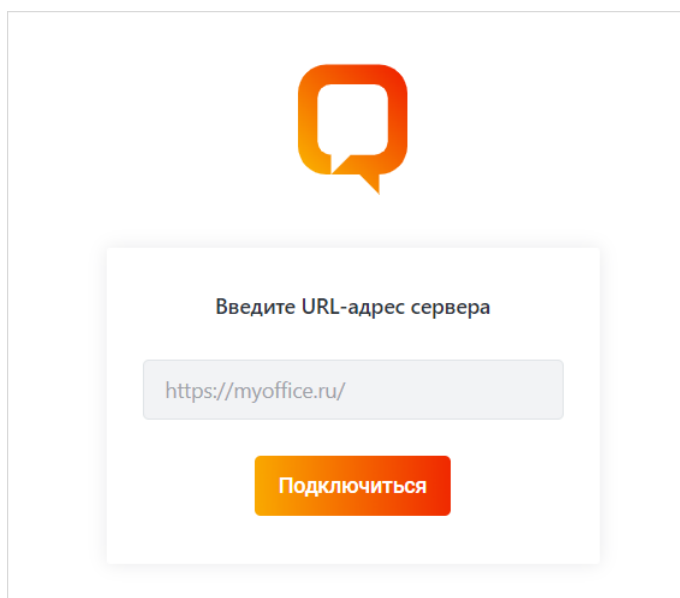 Введите URL-адрес сервера
https://myoffice.ru/
Подключиться